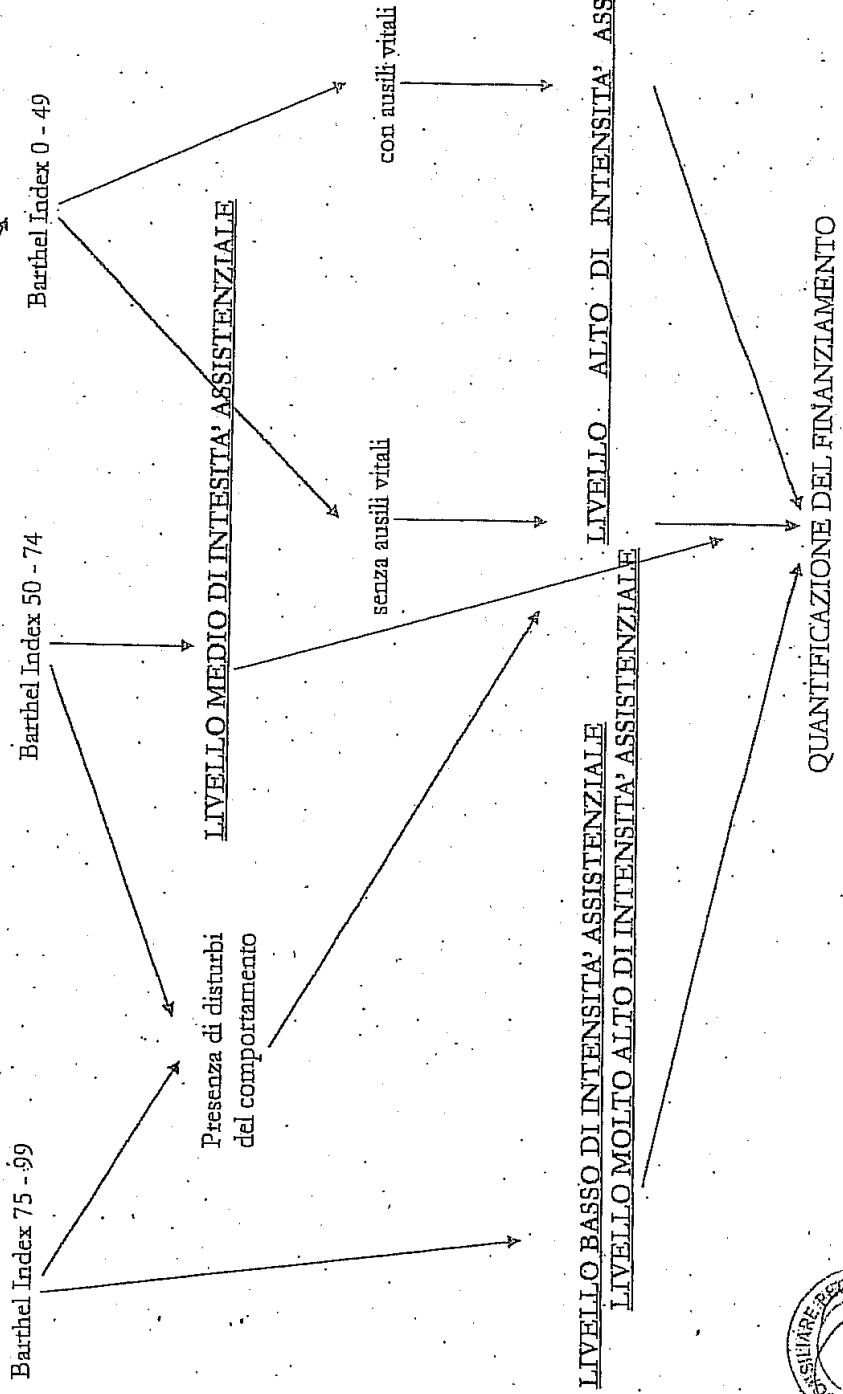 Barthel Index 75 - 99
Barthel Index 50 - 74
Barthel Index 0 - 49
Presenza di disturbi
del comportamento
LIVELLO MEDIO DI INTESITA' ASSISTENZIALE
senza ausili vitali
con ausili vitali
LIVELLO BASSO DI INTENSITA' ASSISTENZIALE
LIVELLO ALTO DI INTENSITA' ASS
LIVELLO MOLTO ALTO DI INTENSITA' ASSISTENZIALE
QUANTIFICAZIONE DEL FINANZIAMENTO